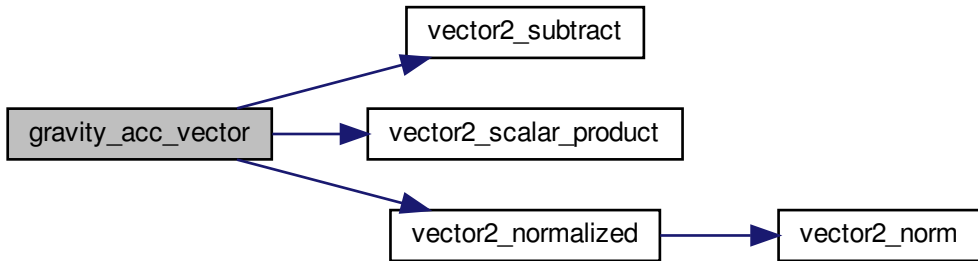 vector2_subtract
gravity_acc_vector
vector2_scalar_product
vector2_normalized
vector2_norm